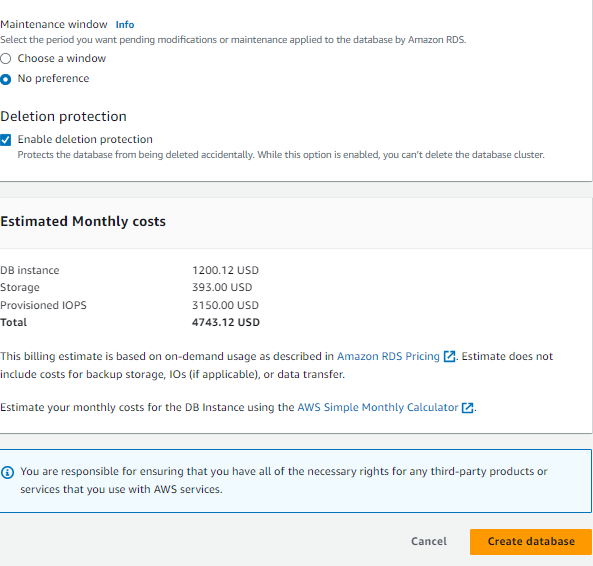 Maintenance window Info
Select the period you want pending modifications or maintenance applied to the database by Amazon RDS.
Choose a window
No preference
Deletion protection
Enable deletion protection
Protects the database from being deleted accidentally. While this option is enabled, you can't delete the database cluster.
Estimated Monthly costs
DB instance 1200.12 USD
Storage 393.00 USD
Provisioned IOPS 3150.00 USD
Total 4743.12 USD
This billing estimate is based on on-demand usage as described in Amazon RDS Pricing. Estimate does not
include costs for backup storage, IOs (if applicable), or data transfer.
Estimate your monthly costs for the DB Instance using the AWS Simple Monthly Calculator.
You are responsible for ensuring that you have all of the necessary rights for any third-party products or
services that you use with AWS services.
Cancel Create database